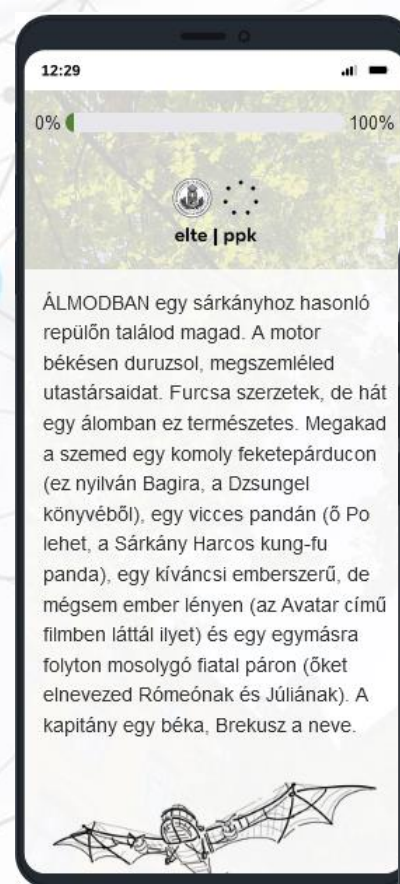 12:29
0% 100%
elte | ppk
ÁLMODBAN egy sárkányhoz hasonló
repülőn találod magad. A motor
békésen duruzsol, megszemléled
utastársaidat. Furcsa szerzetek, de hát
egy álomban ez természetes. Megakad
a szemed egy komoly feketepárducon
(ez nyilván Bagira, a Dzsungel
könyvéből), egy vicces pandán (ő Po
lehet, a Sárkány Harcos kung-fu
panda), egy kíváncsi emberszerű, de
mégsem ember lényen (az Avatar című
filmben láttál ilyet) és egy egymásra
folyton mosolygó fiatal páron (őket
elnevezed Rómeónak és Júliának). A
kapitány egy béka, Brekusz a neve.